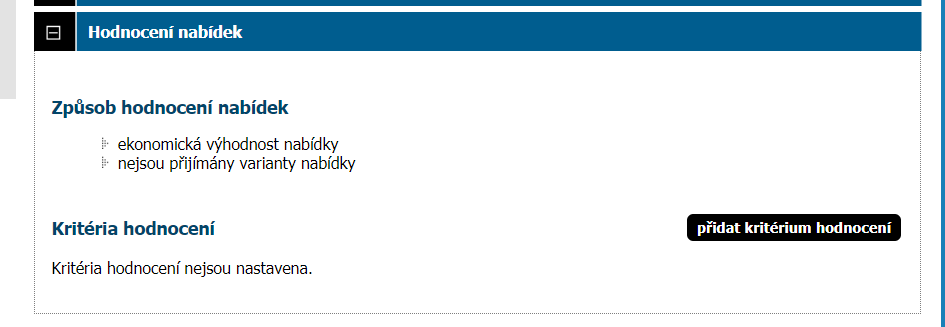 Hodnocení nabídek
Způsob hodnocení nabídek
ekonomická výhodnost nabídky
nejsou přijímány varianty nabídky
Kritéria hodnocení
přidat kritérium hodnocení
Kritéria hodnocení nejsou nastavena.